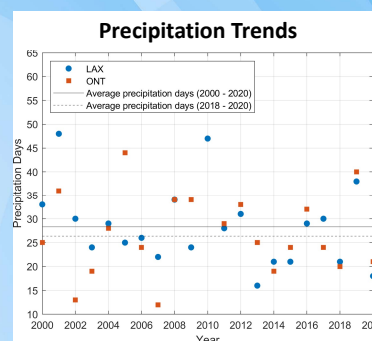 Precipitation Trends
65
60
55
50
45
40
35
30
25
20
15
10
Precipitation Days
LAX
ONT
Average precipitation days (2000 - 2020)
Average precipitation days (2018 - 2020)
2000 2002 2004 2006 2008 2010 2012 2014 2016 2018
Year